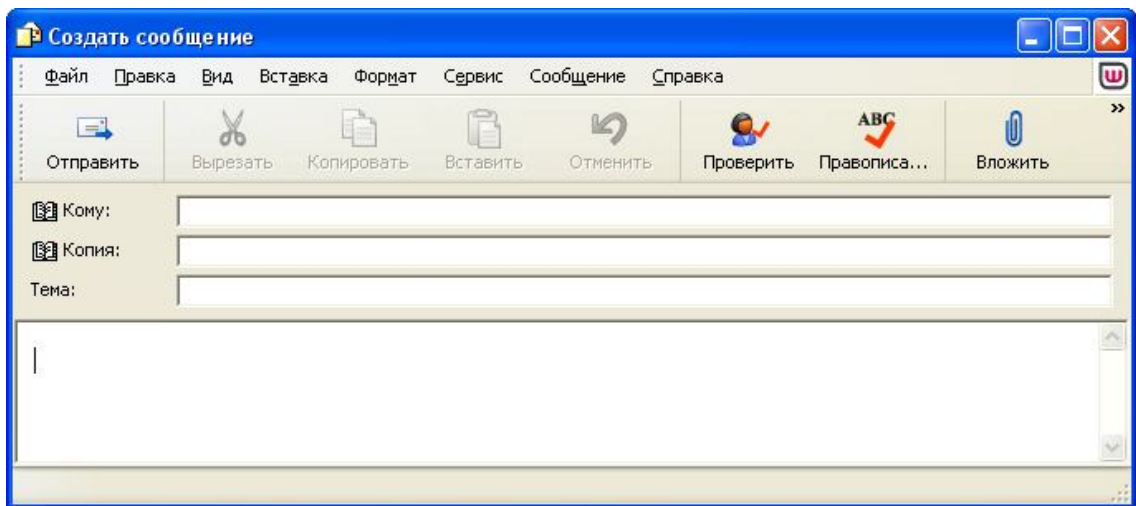 Создать сообщение
Файл Правка Вид Вставка Формат Сервис Сообщение Справка
Отправить Вырезать Копировать Вставить Отменить Проверить ABC Правописа... Вложить »
Кому:
Копия:
Тема: